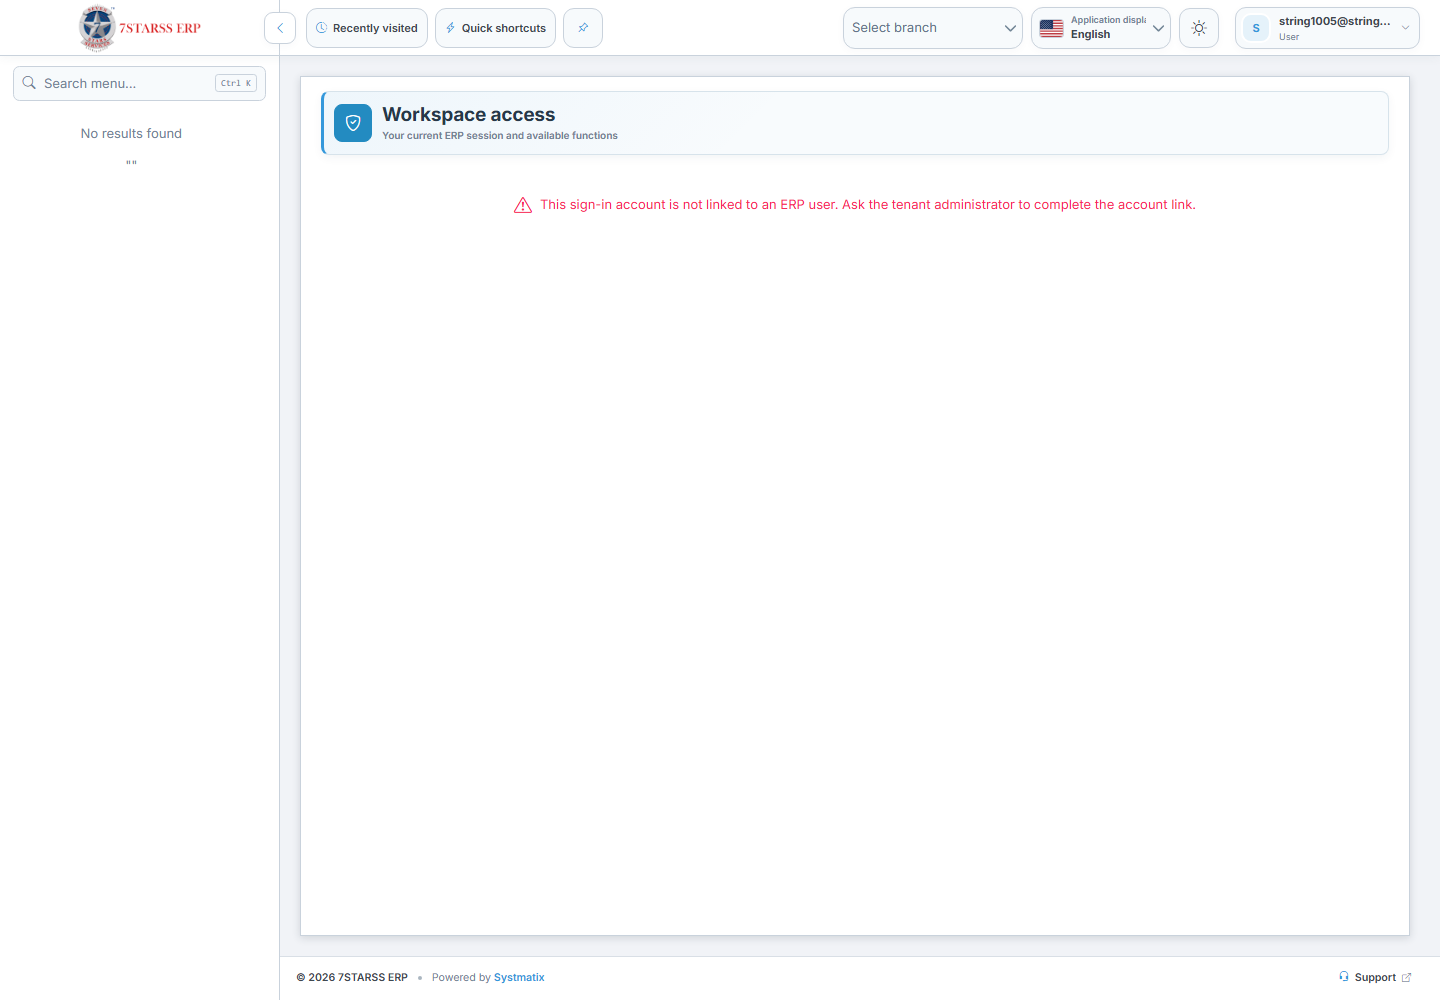 7STARSS ERP
Recently visited
Quick shortcuts
Select branch
Application displa
English
S
string1005@string...
User
Search menu...
Ctrl K
No results found
""
Workspace access
Your current ERP session and available functions
This sign-in account is not linked to an ERP user. Ask the tenant administrator to complete the account link.
© 2026 7STARSS ERP
Powered by Systmatix
Support